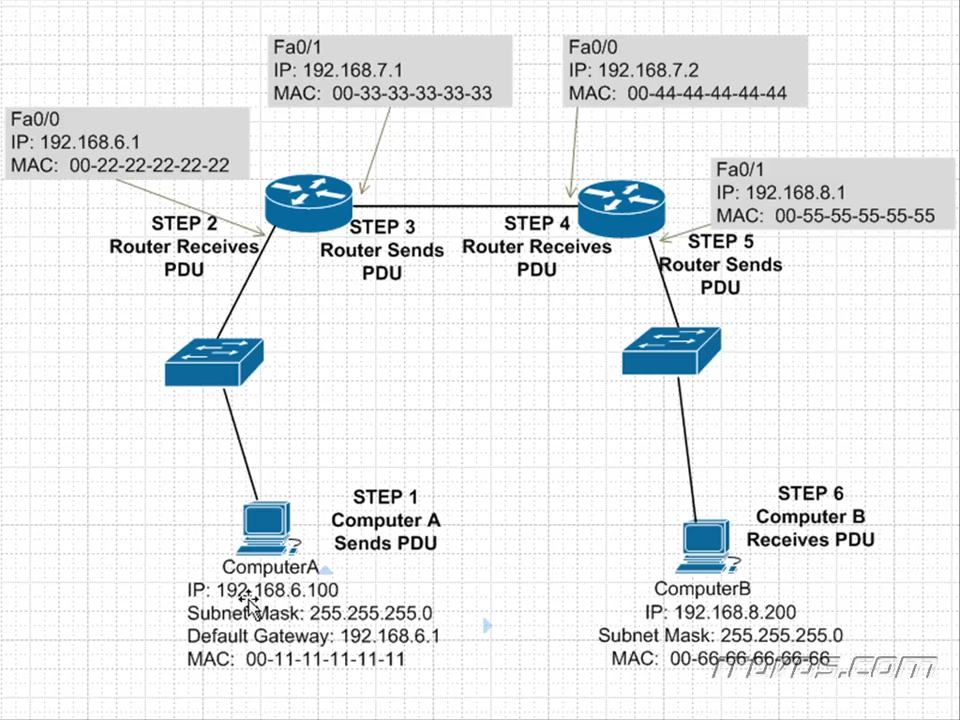 Fa0/1
IP: 192.168.7.1
MAC: 00-33-33-33-33-33
Fa0/0
IP: 192.168.7.2
MAC: 00-44-44-44-44-44
Fa0/0
IP: 192.168.6.1
MAC: 00-22-22-22-22-22
Fa0/1
IP: 192.168.8.1
MAC: 00-55-55-55-55-55
STEP 2
Router Receives
PDU
STEP 3
Router Sends
PDU
STEP 4
Router Receives
PDU
STEP 5
Router Sends
PDU
STEP 1
Computer A
Sends PDU
STEP 6
Computer B
Receives PDU
ComputerA
IP: 192.168.6.100
Subnet Mask: 255.255.255.0
Default Gateway: 192.168.6.1
MAC: 00-11-11-11-11-11
ComputerB
IP: 192.168.8.200
Subnet Mask: 255.255.255.0
MAC: 00-66-66-66-66-66